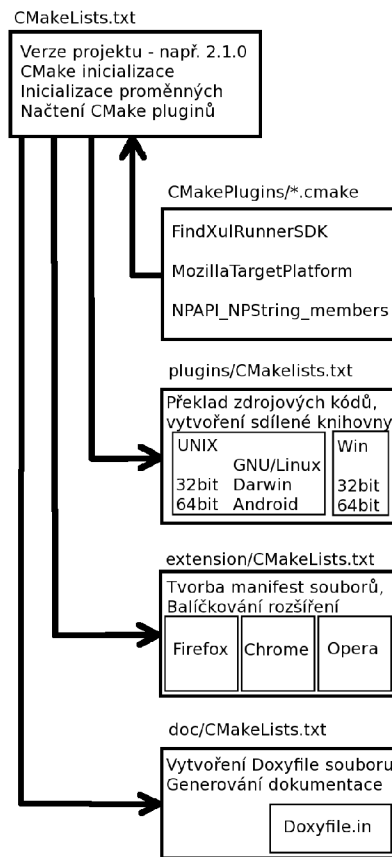 CMakeLists.txt
Verze projektu - např. 2.1.0
CMake inicializace
Inicializace proměnných
Načtení CMake pluginů
CMakePlugins/*.cmake
FindXulRunnerSDK
MozillaTargetPlatform
NPAPI_NPString_members
plugins/CMakelists.txt
Překlad zdrojových kódů,
vytvoření sdílené knihovny
UNIX
GNU/Linux
32bit Darwin
64bit Android
Win
32bit
64bit
extension/CMakeLists.txt
Tvorba manifest souborů,
Balíčkování rozšíření
Firefox
Chrome
Opera
doc/CMakeLists.txt
Vytvoření Doxyfile souboru
Generování dokumentace
Doxyfile.in